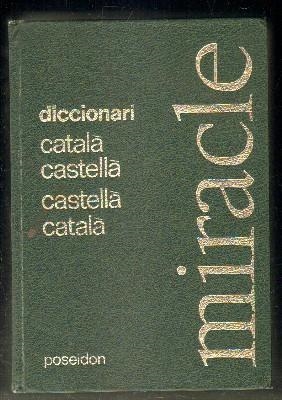 diccionari
català
castellà
castellà
català
miracle
poseidon